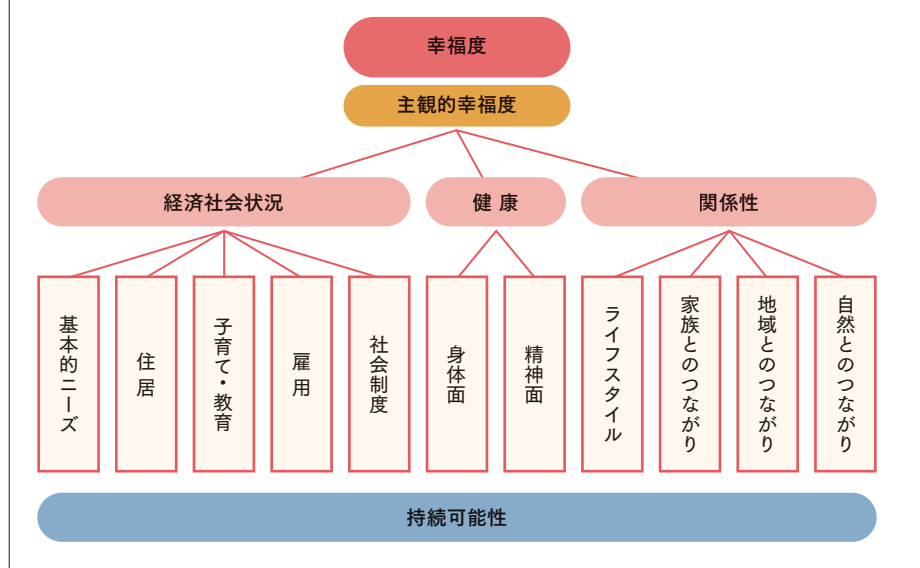 幸福度
主観的幸福度
経済社会状況
健 康
関係性
基本的ニーズ
住居
子育て・教育
雇用
社会制度
身体面
精神面
ライフスタイル
家族とのつながり
地域とのつながり
自然とのつながり
持続可能性